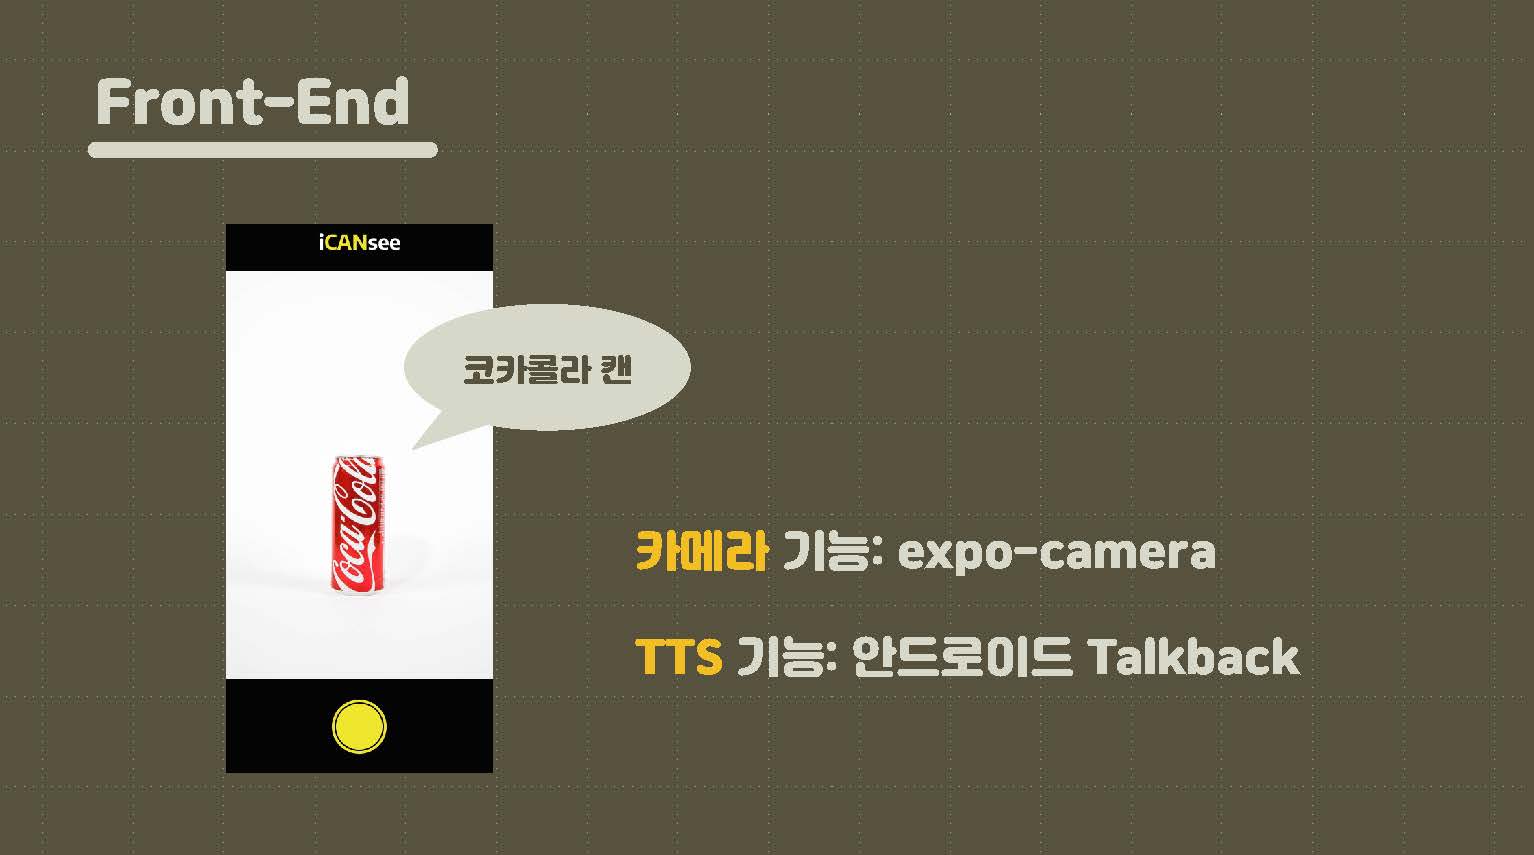 Front-End
iCANsee
코카콜라 캔
Coca-Cola
카메라 기능: expo-camera
TTS 기능: 안드로이드 Talkback